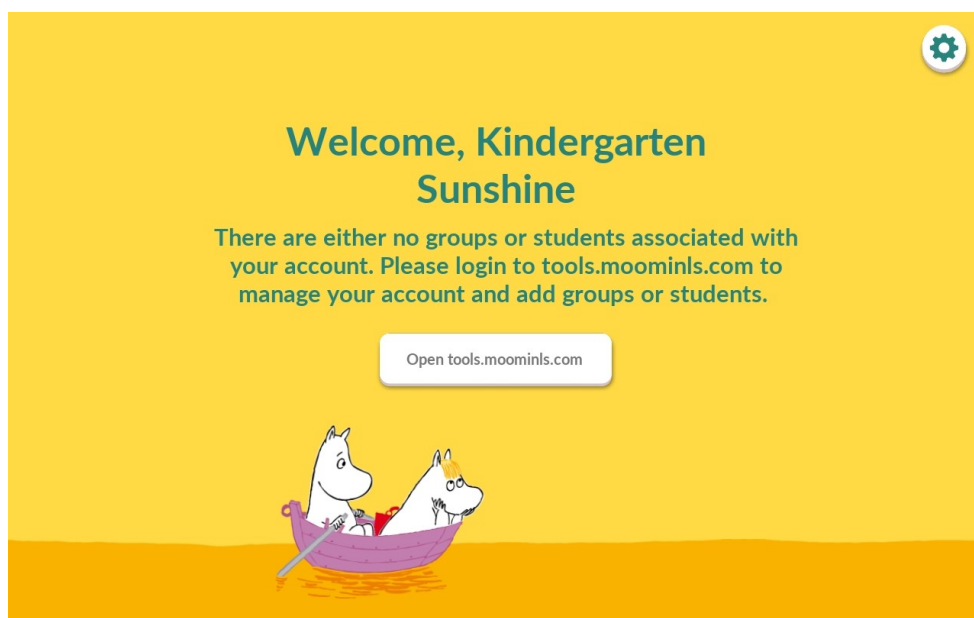 Welcome, Kindergarten
Sunshine
There are either no groups or students associated with
your account. Please login to tools.moominls.com to
manage your account and add groups or students.
Open tools.moominls.com